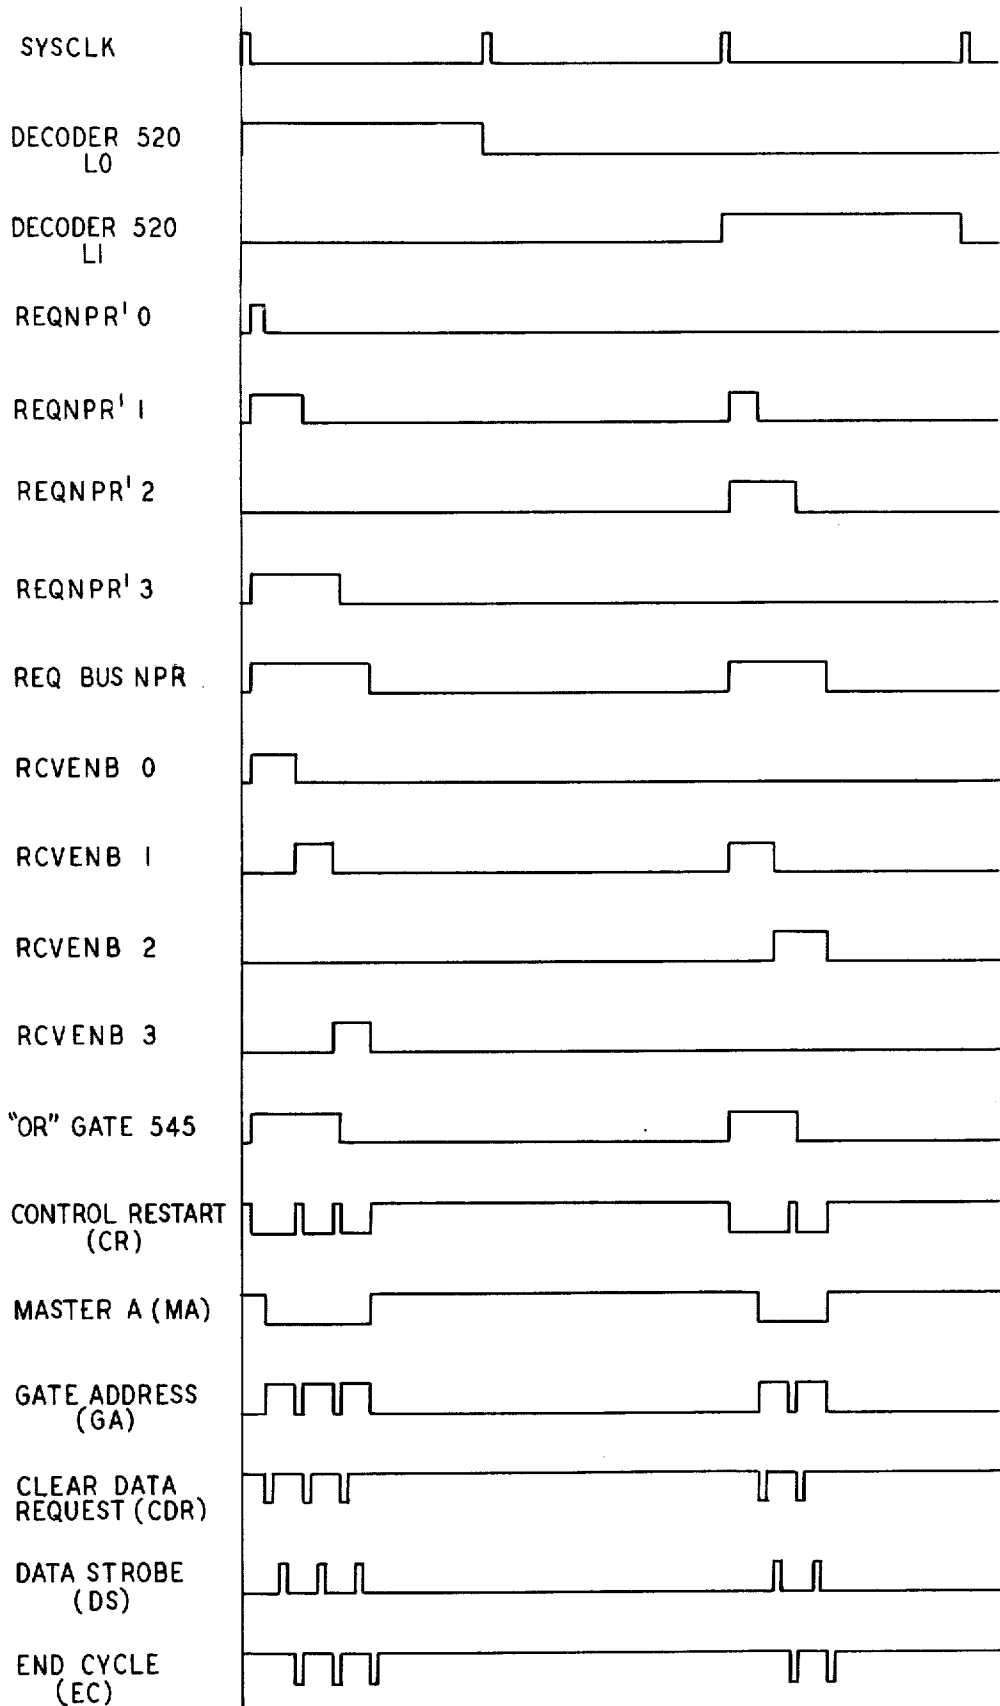 SYSCLK
DECODER 520
L0
DECODER 520
L1
REQNPR' 0
REQNPR' 1
REQNPR' 2
REQNPR' 3
REQ BUS NPR
RCVENB 0
RCVENB 1
RCVENB 2
RCVENB 3
"OR" GATE 545
CONTROL RESTART
(CR)
MASTER A (MA)
GATE ADDRESS
(GA)
CLEAR DATA
REQUEST (CDR)
DATA STROBE
(DS)
END CYCLE
(EC)